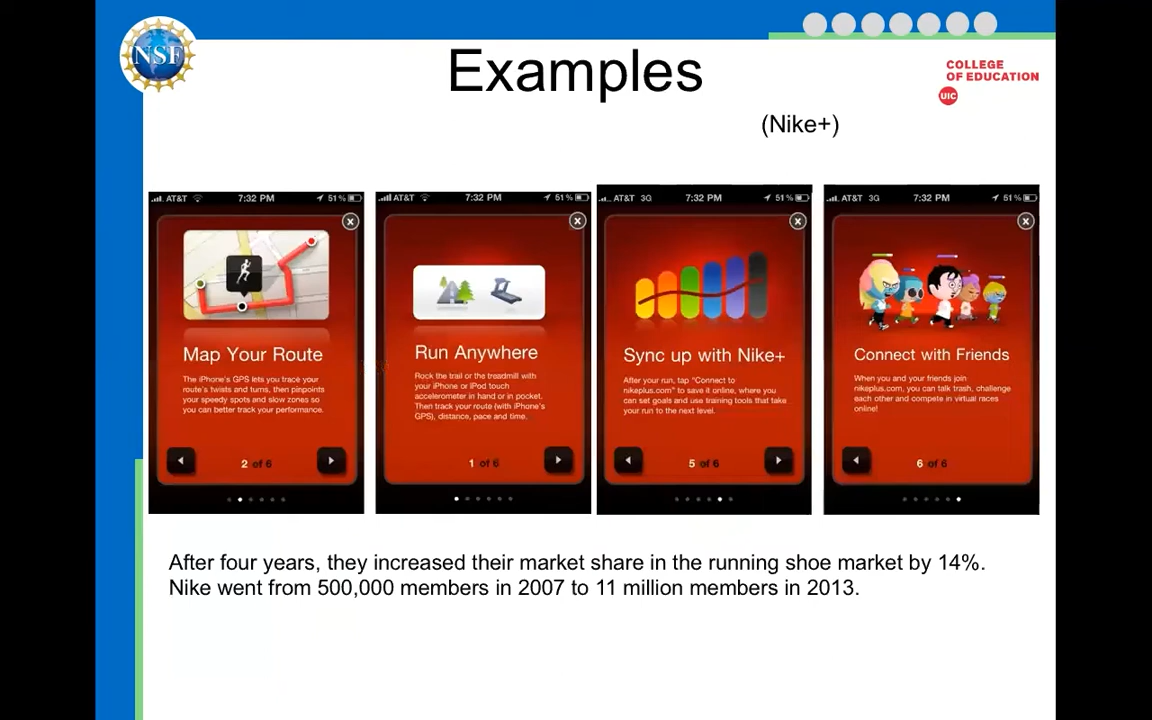 NSF
Examples
COLLEGE
OF EDUCATION
UIC
(Nike+)
AT&T 7:32 PM 51%
Map Your Route
The iPhone's GPS lets you trace your
route's twists and turns, then pinpoints
your speedy spots and slow zones so
you can better track your performance.
2 of 6
AT&T 7:32 PM 51%
Run Anywhere
Rock the trail or the treadmill with
your iPhone or iPod touch
accelerometer in hand or in pocket.
Then track your route (with iPhone's
GPS), distance, pace and time.
1 of 6
AT&T 3G 7:32 PM 51%
Sync up with Nike+
After your run, tap "Connect to
nikeplus.com" to save it online, where you
can set goals and use training tools that take
your run to the next level.
5 of 6
AT&T 3G 7:32 PM 51%
Connect with Friends
When you and your friends join
nikeplus.com, you can talk trash, challenge
each other and compete in virtual races
online!
6 of 6
After four years, they increased their market share in the running shoe market by 14%.
Nike went from 500,000 members in 2007 to 11 million members in 2013.